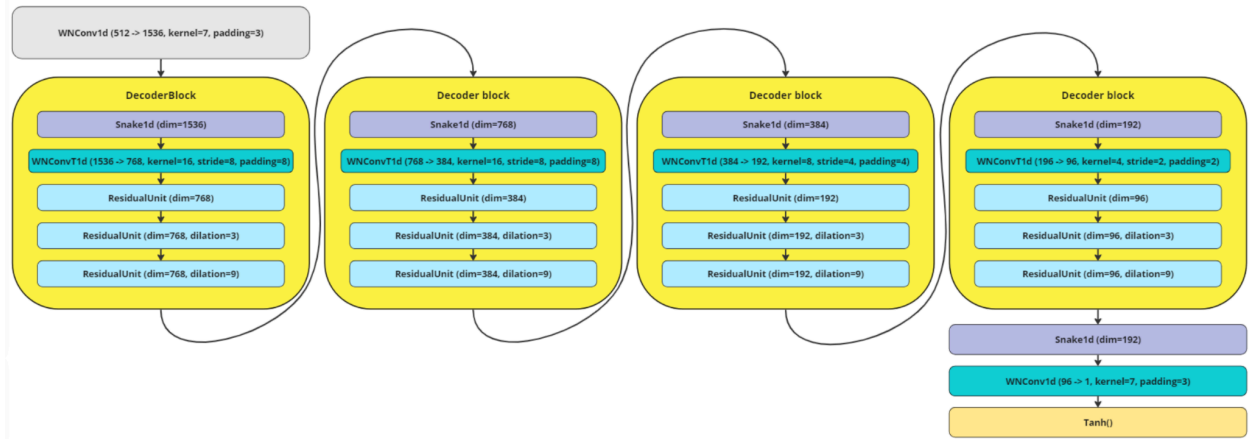 WNConv1d (512 -> 1536, kernel=7, padding=3)
DecoderBlock
Snake1d (dim=1536)
WNConvT1d (1536 -> 768, kernel=16, stride=8, padding=8)
ResidualUnit (dim=768)
ResidualUnit (dim=768, dilation=3)
ResidualUnit (dim=768, dilation=9)
Decoder block
Snake1d (dim=768)
WNConvT1d (768 -> 384, kernel=16, stride=8, padding=8)
ResidualUnit (dim=384)
ResidualUnit (dim=384, dilation=3)
ResidualUnit (dim=384, dilation=9)
Decoder block
Snake1d (dim=384)
WNConvT1d (384 -> 192, kernel=8, stride=4, padding=4)
ResidualUnit (dim=192)
ResidualUnit (dim=192, dilation=3)
ResidualUnit (dim=192, dilation=9)
Decoder block
Snake1d (dim=192)
WNConvT1d (196 -> 96, kernel=4, stride=2, padding=2)
ResidualUnit (dim=96)
ResidualUnit (dim=96, dilation=3)
ResidualUnit (dim=96, dilation=9)
Snake1d (dim=192)
WNConv1d (96 -> 1, kernel=7, padding=3)
Tanh()